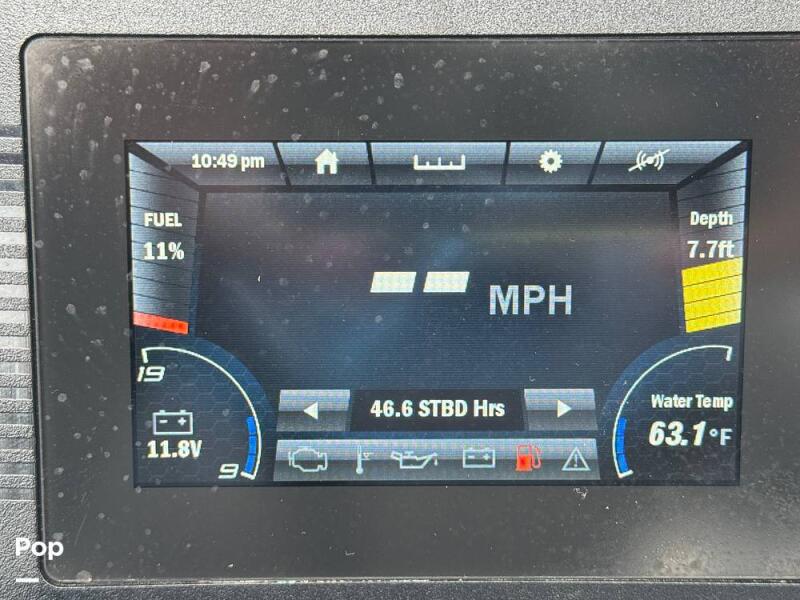 10:49 pm
FUEL
11%
Depth
7.7ft
-- MPH
19
11.8V
9
46.6 STBD Hrs
Water Temp
63.1°F
Pop